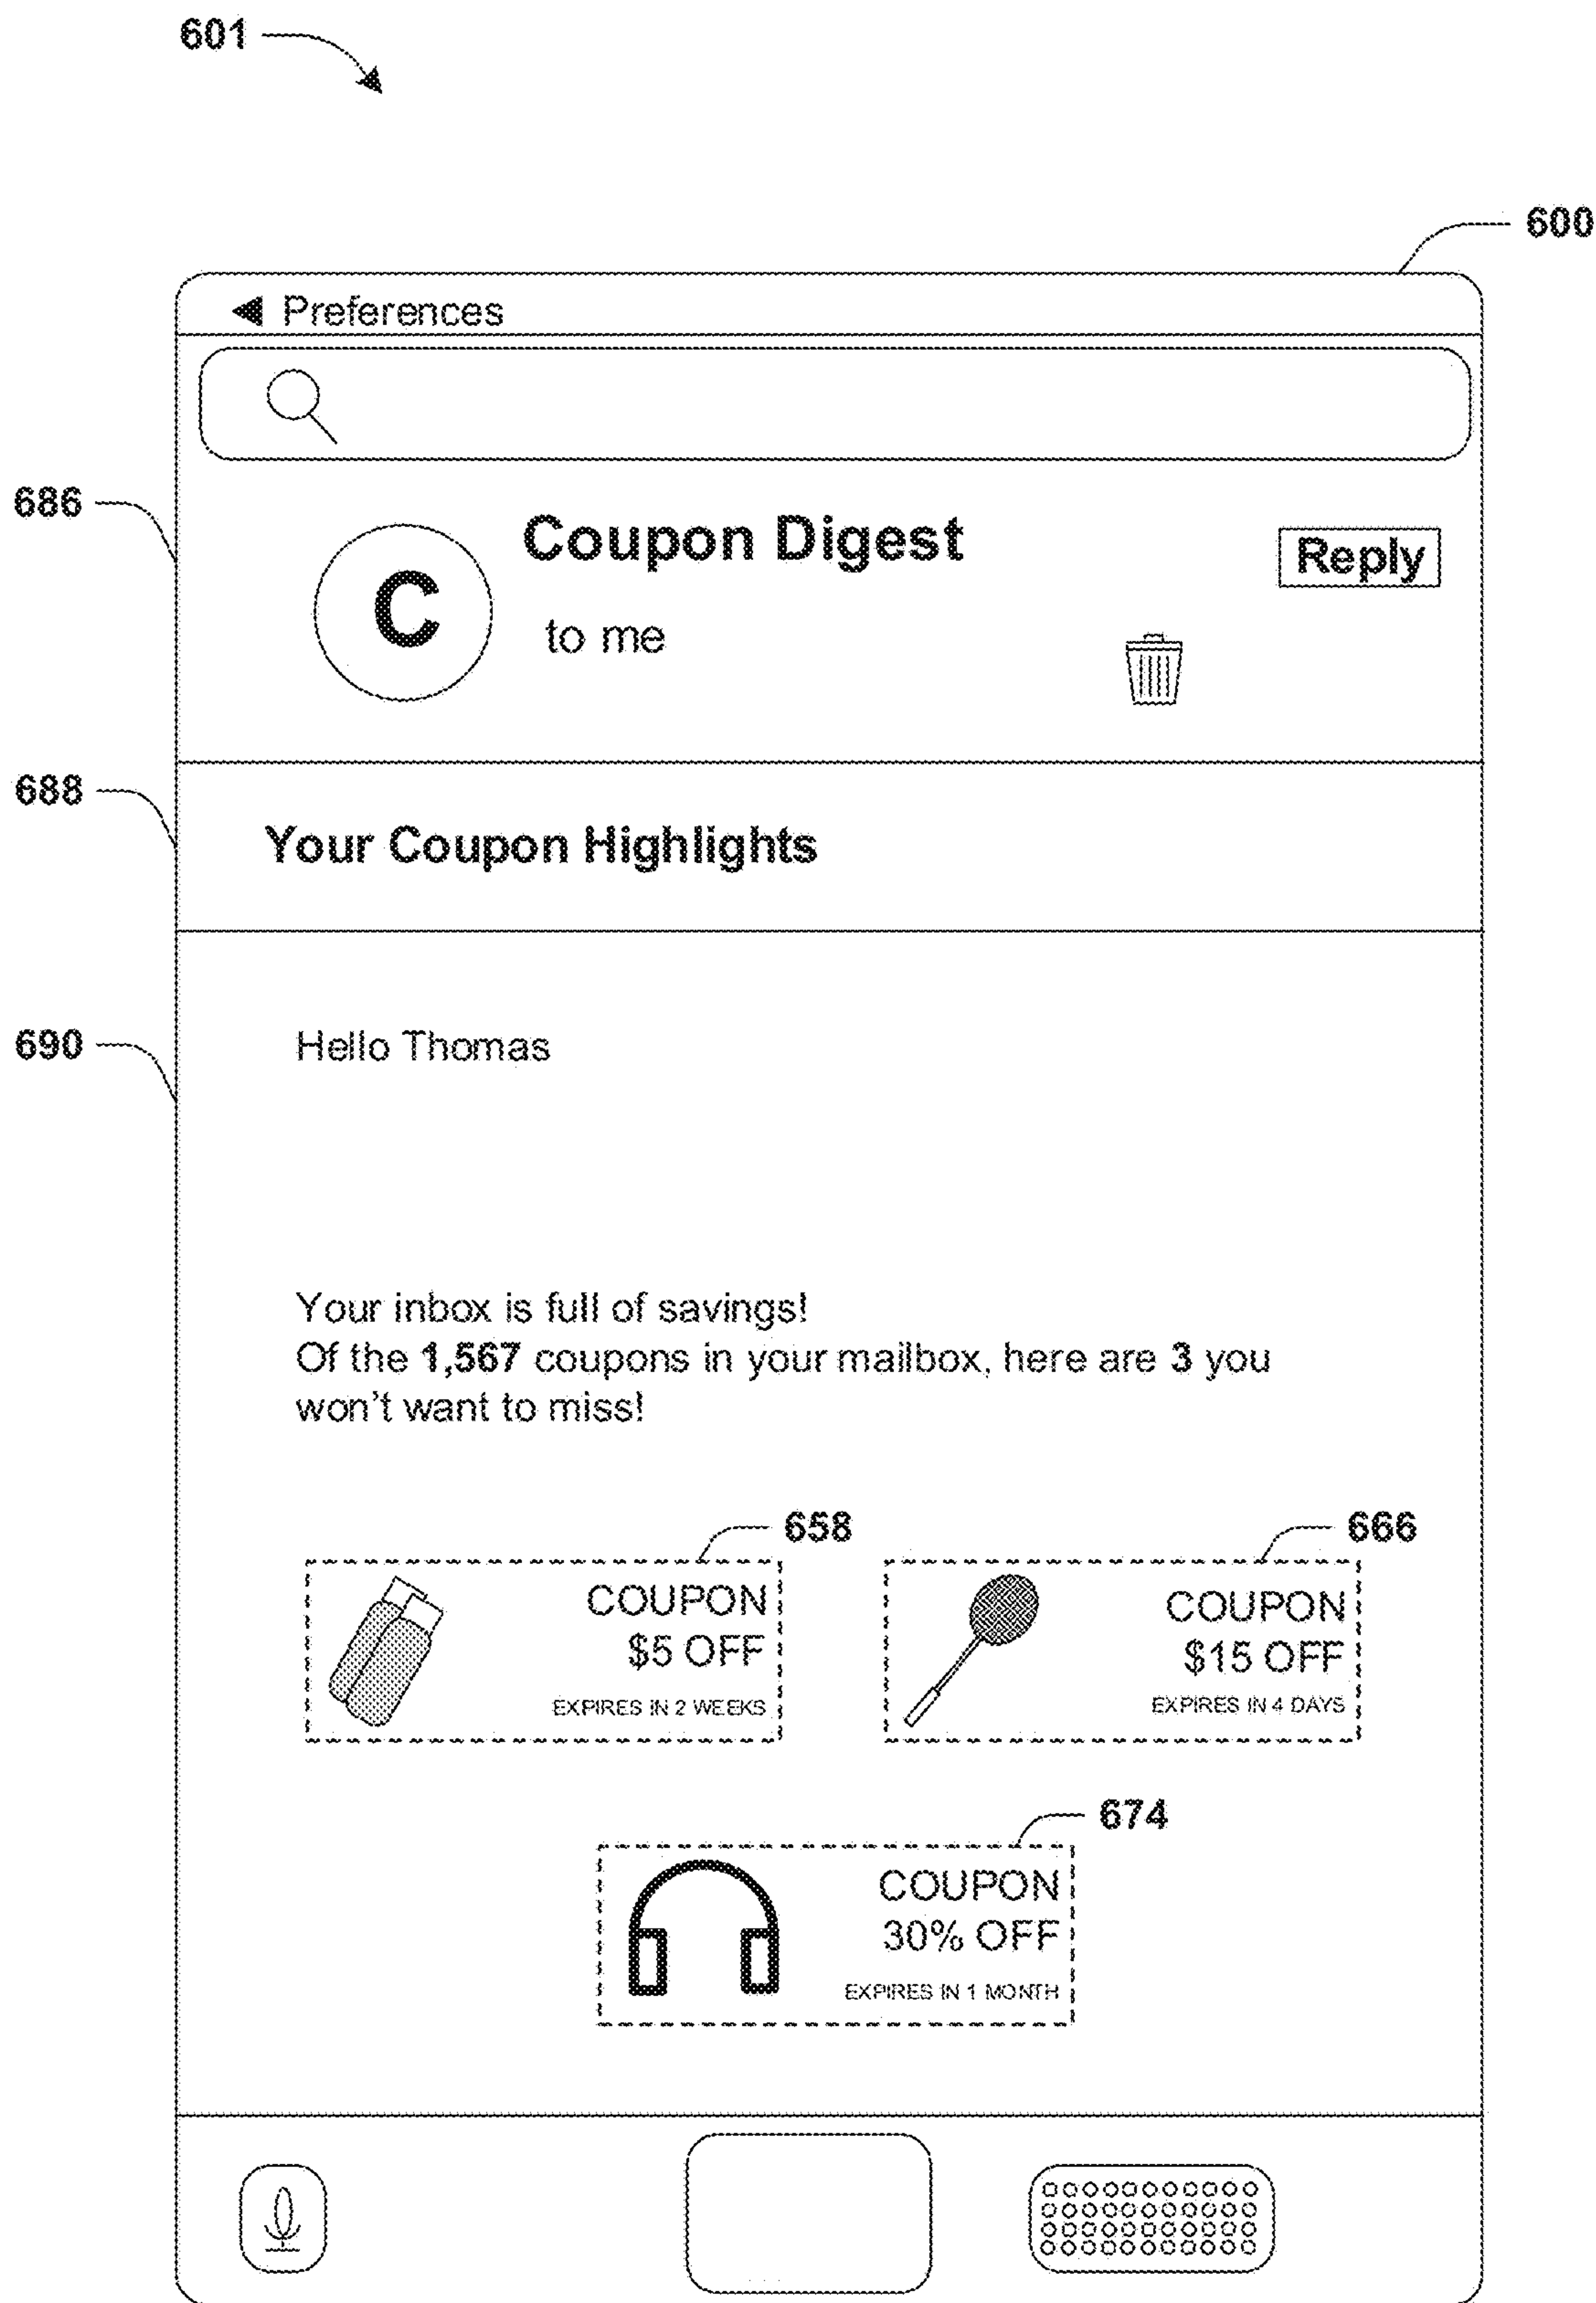 601
600
Preferences
686
C
Coupon Digest
Reply
to me
688
Your Coupon Highlights
690
Hello Thomas
Your inbox is full of savings!
Of the 1,567 coupons in your mailbox, here are 3 you
won't want to miss!
658
COUPON
$5 OFF
EXPIRES IN 2 WEEKS
666
COUPON
$15 OFF
EXPIRES IN 4 DAYS
674
COUPON
30% OFF
EXPIRES IN 1 MONTH